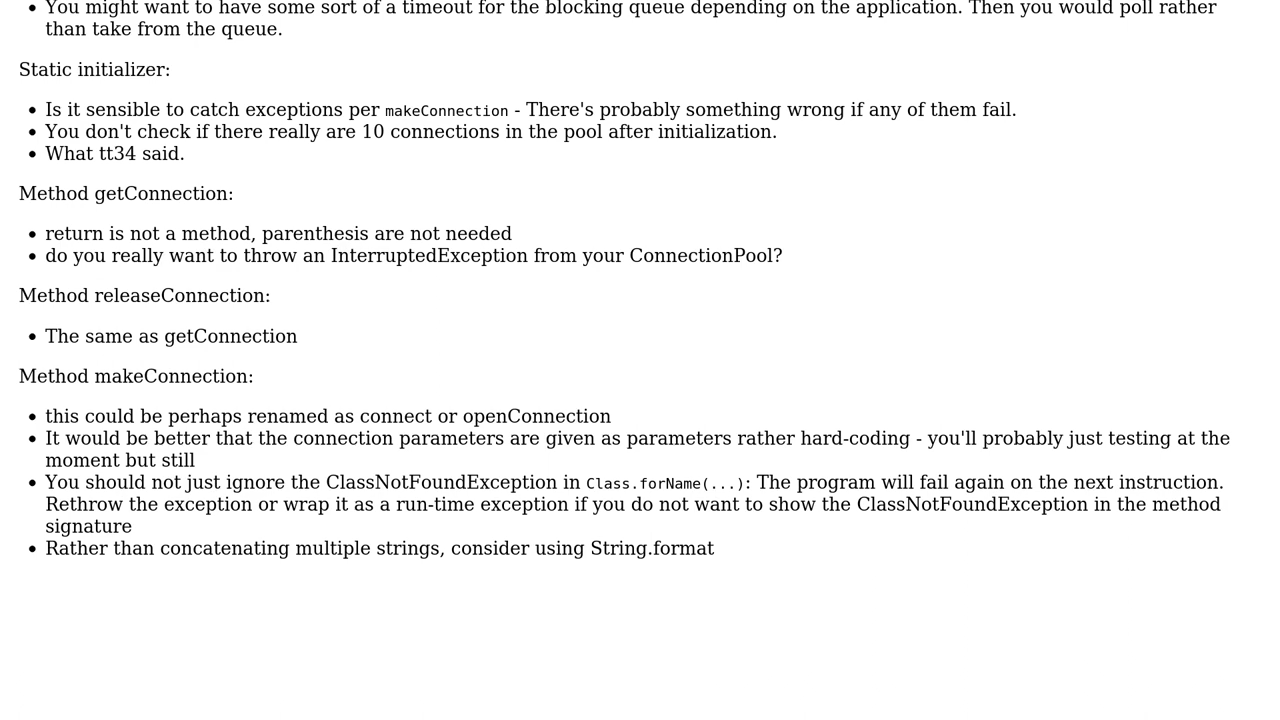 • You might want to have some sort of a timeout for the blocking queue depending on the application. Then you would poll rather
than take from the queue.
Static initializer:
• Is it sensible to catch exceptions per makeConnection - There's probably something wrong if any of them fail.
• You don't check if there really are 10 connections in the pool after initialization.
• What tt34 said.
Method getConnection:
• return is not a method, parenthesis are not needed
• do you really want to throw an InterruptedException from your ConnectionPool?
Method releaseConnection:
• The same as getConnection
Method makeConnection:
• this could be perhaps renamed as connect or openConnection
• It would be better that the connection parameters are given as parameters rather hard-coding - you'll probably just testing at the
moment but still
• You should not just ignore the ClassNotFoundException in Class.forName(...): The program will fail again on the next instruction.
Rethrow the exception or wrap it as a run-time exception if you do not want to show the ClassNotFoundException in the method
signature
• Rather than concatenating multiple strings, consider using String.format